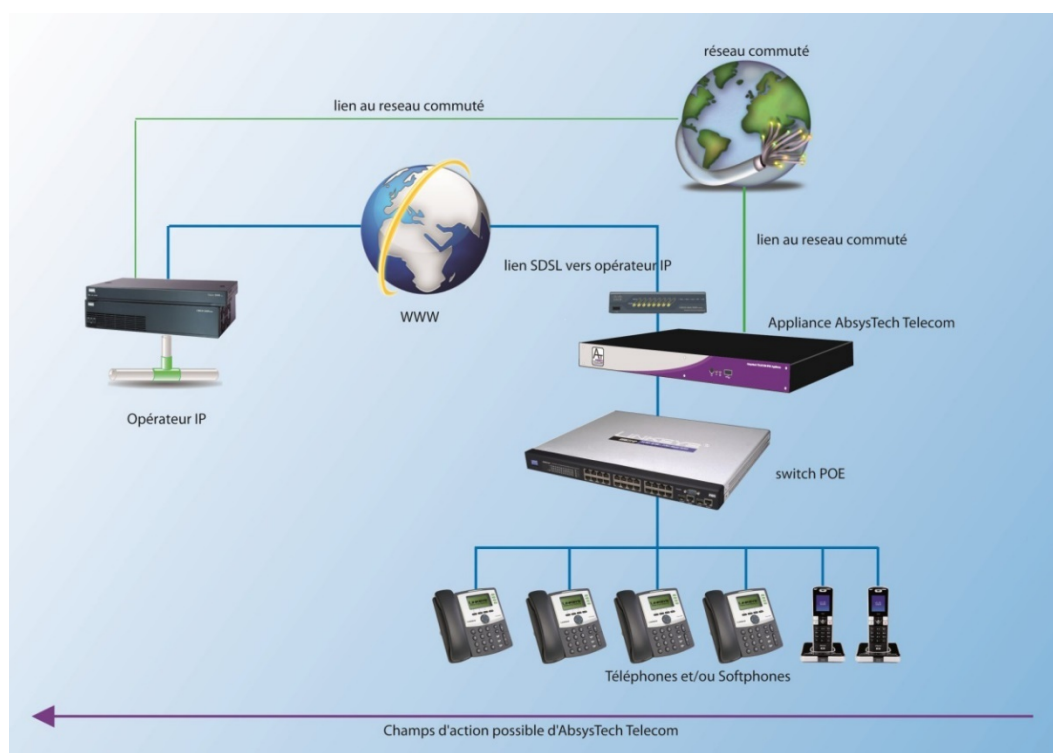 réseau commuté
lien au reseau commuté
lien au reseau commuté
lien SDSL vers opérateur IP
WWW
Appliance AbsysTech Telecom
Opérateur IP
switch POE
Téléphones et/ou Softphones
Champs d'action possible d'AbsysTech Telecom